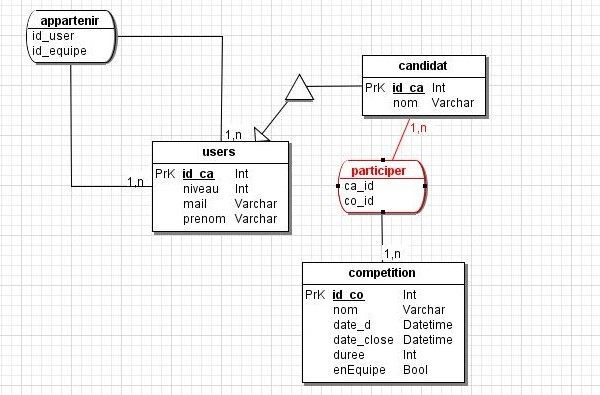 appartenir
id_user
id_equipe
candidat
PrK id_ca Int
nom Varchar
1,n
1,n
users
PrK id_ca Int
niveau Int
mail Varchar
prenom Varchar
1,n
participer
ca_id
co_id
1,n
competition
PrK id_co Int
nom Varchar
date_d Datetime
date_close Datetime
duree Int
enEquipe Bool